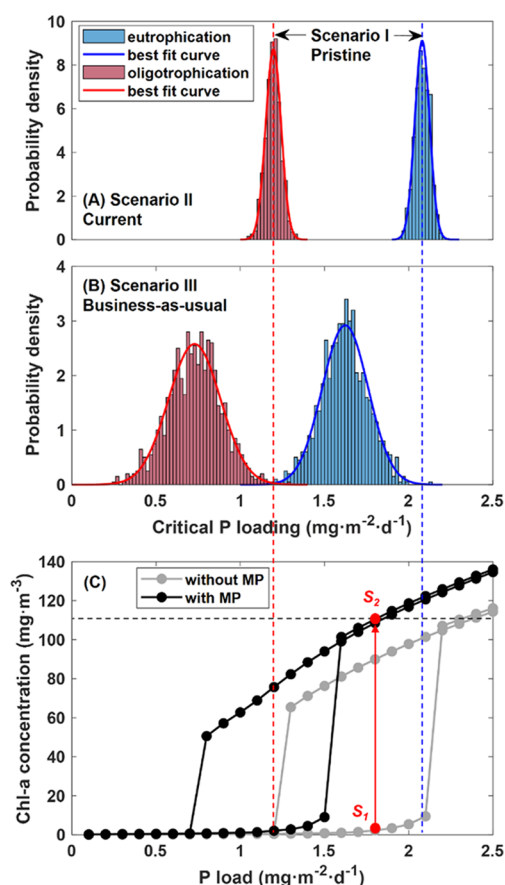 eutrophication
best fit curve
oligotrophication
best fit curve
Scenario I
Pristine
(A) Scenario II
Current
Probability density
10
8
6
4
2
0
(B) Scenario III
Business-as-usual
Probability density
4
3
2
1
0
0
0.5
1
1.5
2
2.5
Critical P loading (mg·m-2·d-1)
(C)
without MP
with MP
S2
S1
Chl-a concentration (mg·m-3)
140
120
100
80
60
40
20
0
0
0.5
1
1.5
2
2.5
P load (mg·m-2·d-1)